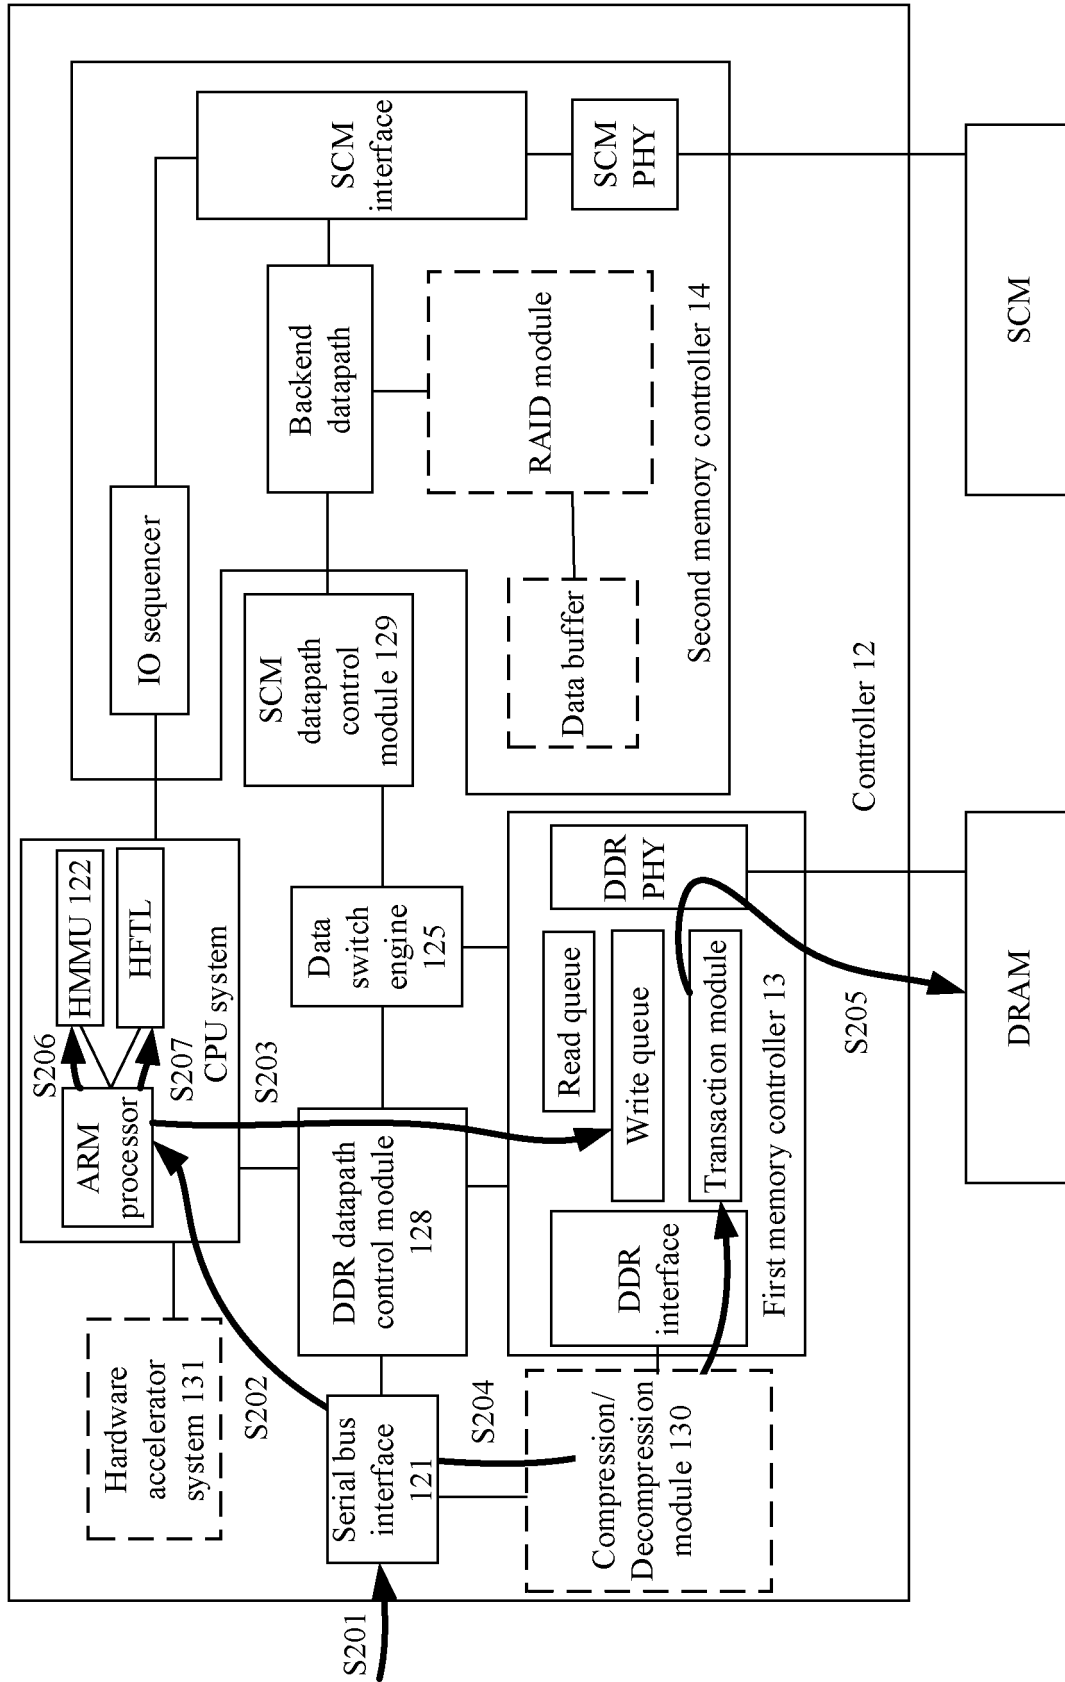 S201
Serial bus
interface
121
S202
S204
Hardware
accelerator
system 131
Compression/
Decompression
module 130
ARM
processor
S206
S207
HMMU 122
HFTL
CPU system
S203
DDR datapath
control module
128
DDR
interface
Read queue
Write queue
Transaction module
DDR
PHY
First memory controller 13
S205
DRAM
Data
switch
engine
125
SCM
datapath
control
module 129
IO sequencer
Backend
datapath
Data buffer
RAID module
SCM
interface
SCM
PHY
Second memory controller 14
Controller 12
SCM